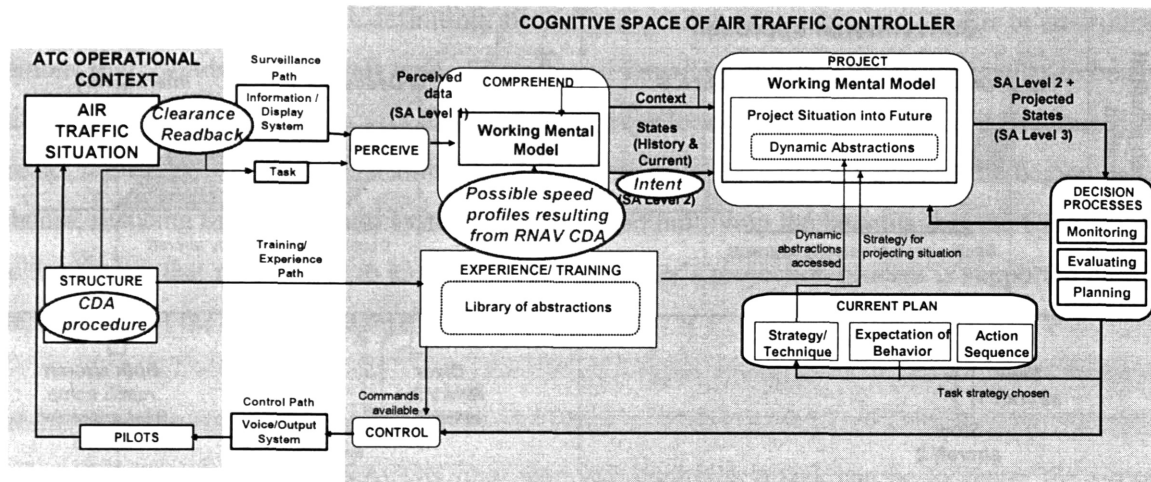 COGNITIVE SPACE OF AIR TRAFFIC CONTROLLER
ATC OPERATIONAL
CONTEXT
AIR
TRAFFIC
SITUATION
Clearance
Readback
Surveillance
Path
Information /
Display
System
Task
PERCEIVE
Perceived
data
(SA Level 1)
COMPREHEND
Working Mental
Model
Possible speed
profiles resulting
from RNAV CDA
Context
States
(History &
Current)
Intent
(SA Level 2)
PROJECT
Working Mental Model
Project Situation into Future
Dynamic Abstractions
SA Level 2 +
Projected
States
(SA Level 3)
DECISION
PROCESSES
Monitoring
Evaluating
Planning
Training/
Experience
Path
STRUCTURE
CDA
procedure
EXPERIENCE/ TRAINING
Library of abstractions
Dynamic
abstractions
accessed
Strategy for
projecting situation
CURRENT PLAN
Strategy/
Technique
Expectation of
Behavior
Action
Sequence
Task strategy chosen
Commands
available
CONTROL
Control Path
Voice/Output
System
PILOTS